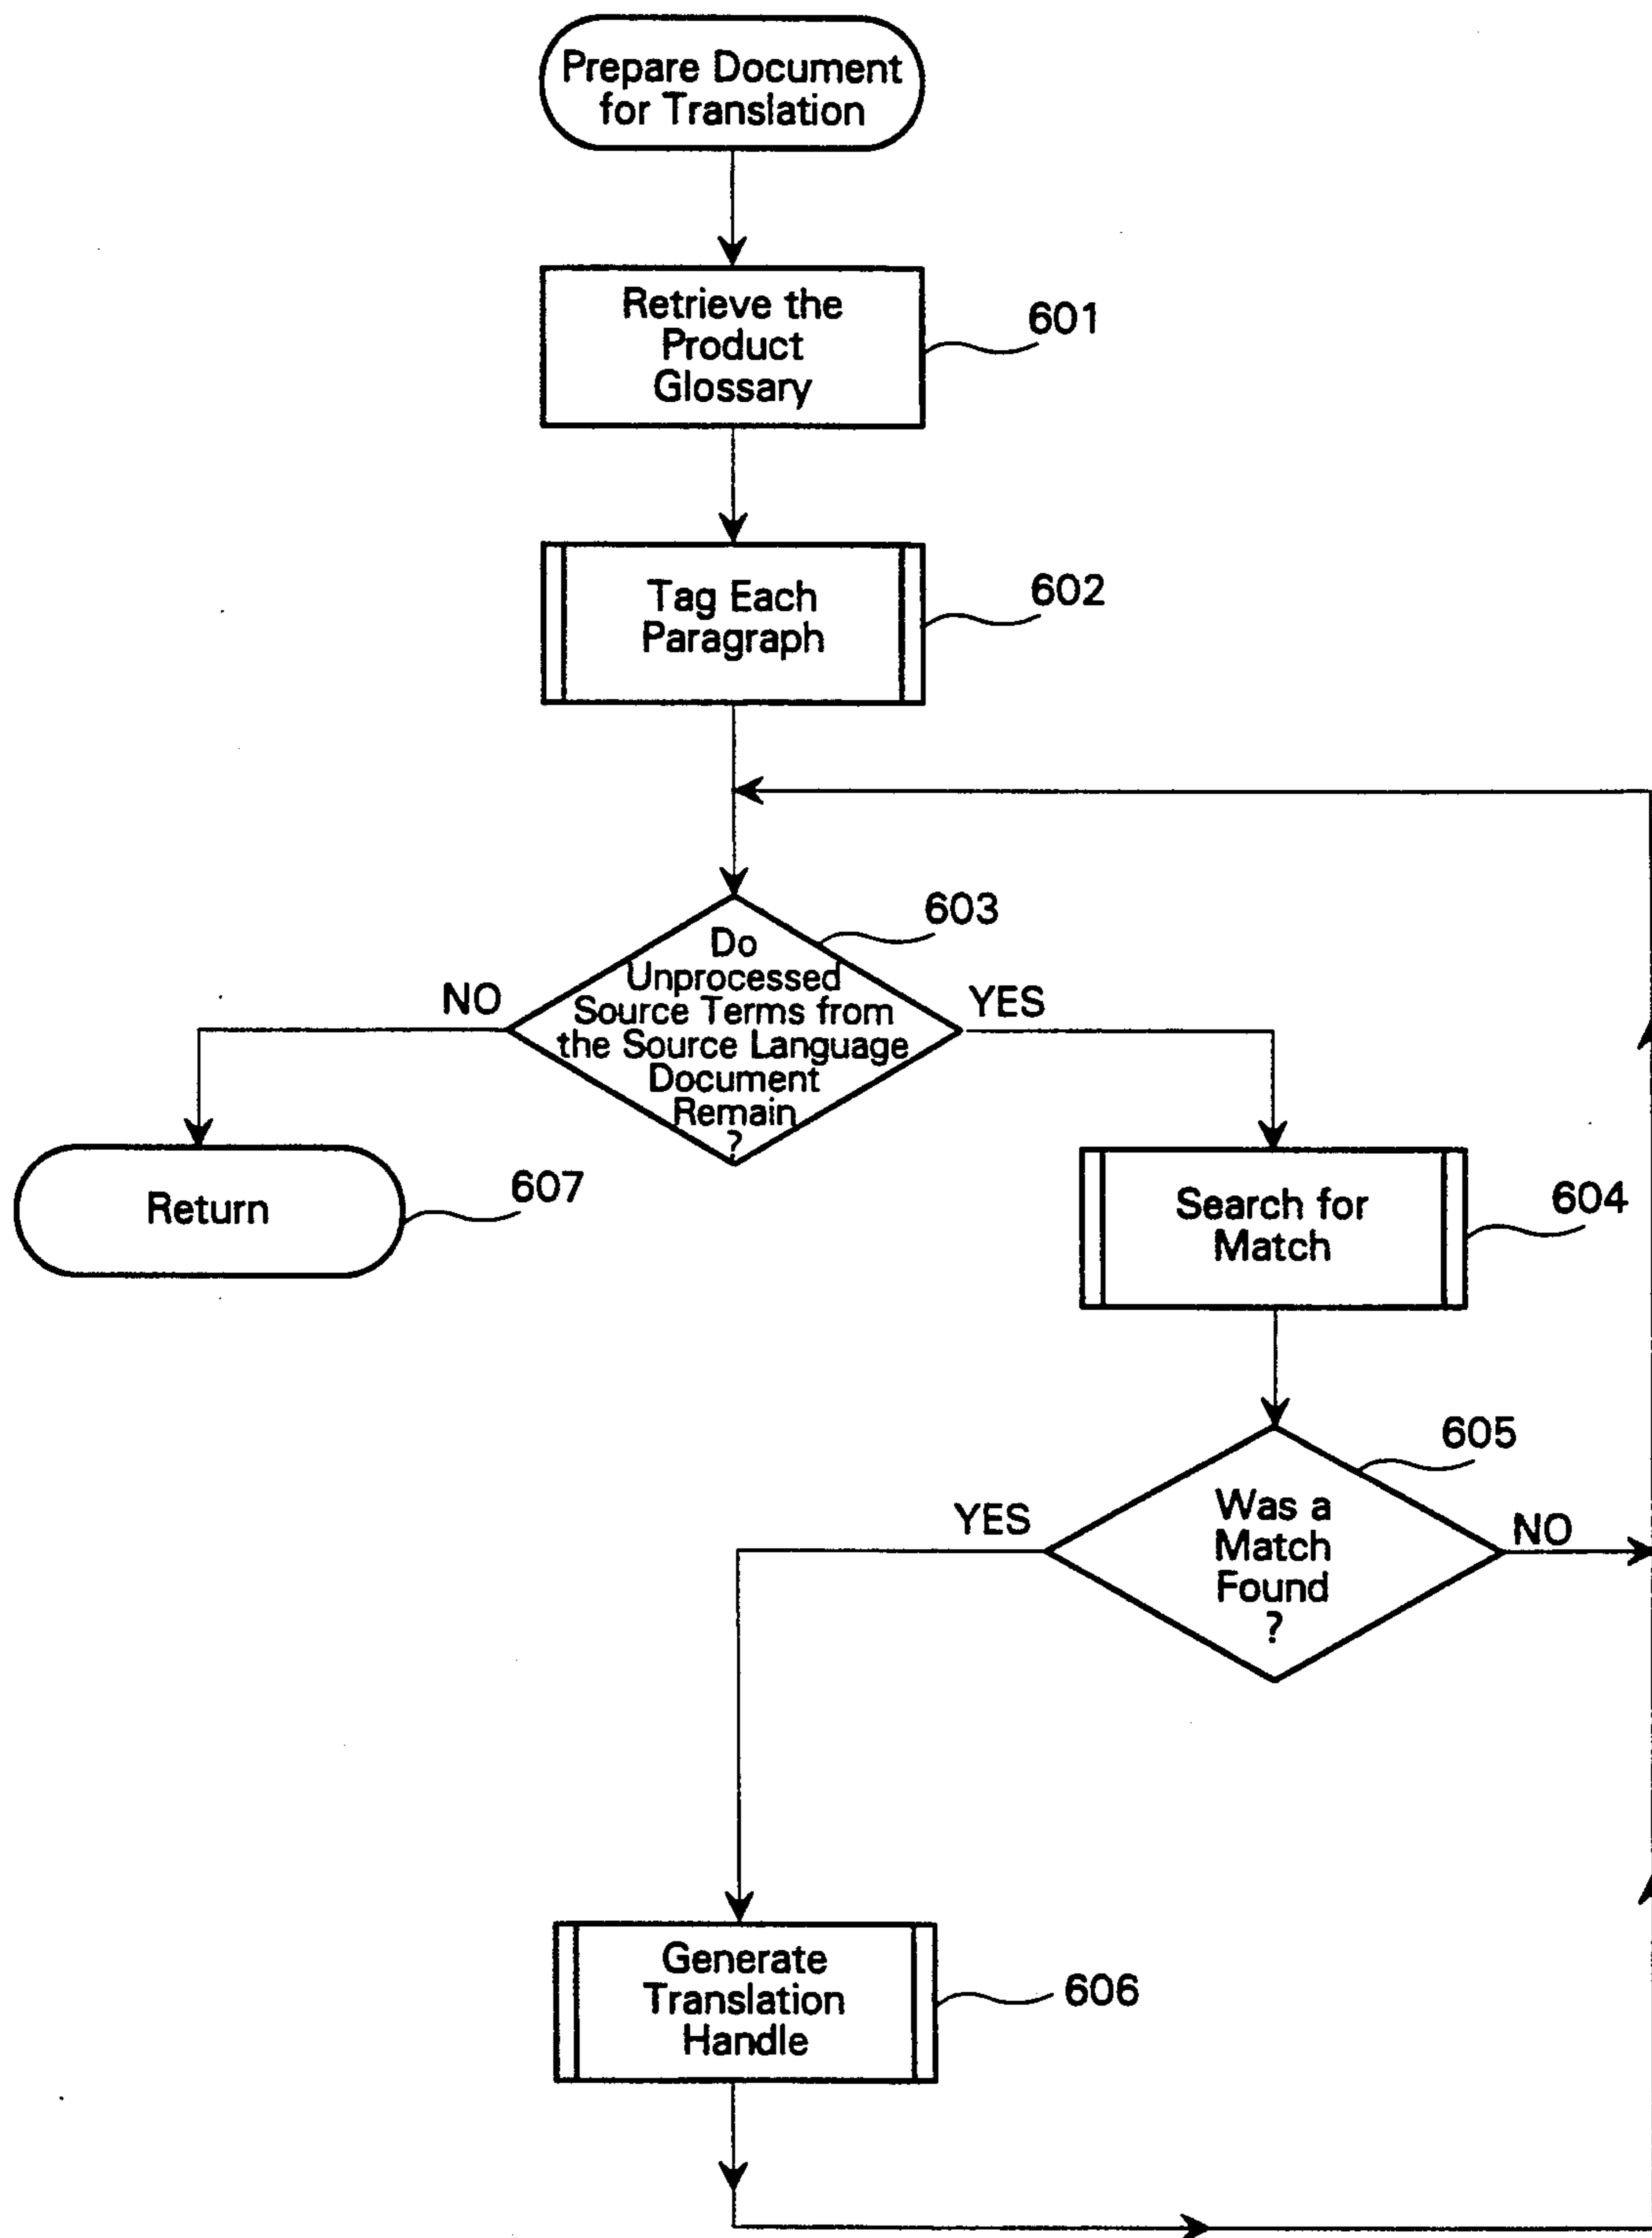 Prepare Document
for Translation
Retrieve the
Product
Glossary
601
Tag Each
Paragraph
602
603
Do
Unprocessed
Source Terms from
the Source Language
Document
Remain
?
NO
YES
Return
607
Search for
Match
604
605
Was a
Match
Found
?
YES
NO
Generate
Translation
Handle
606